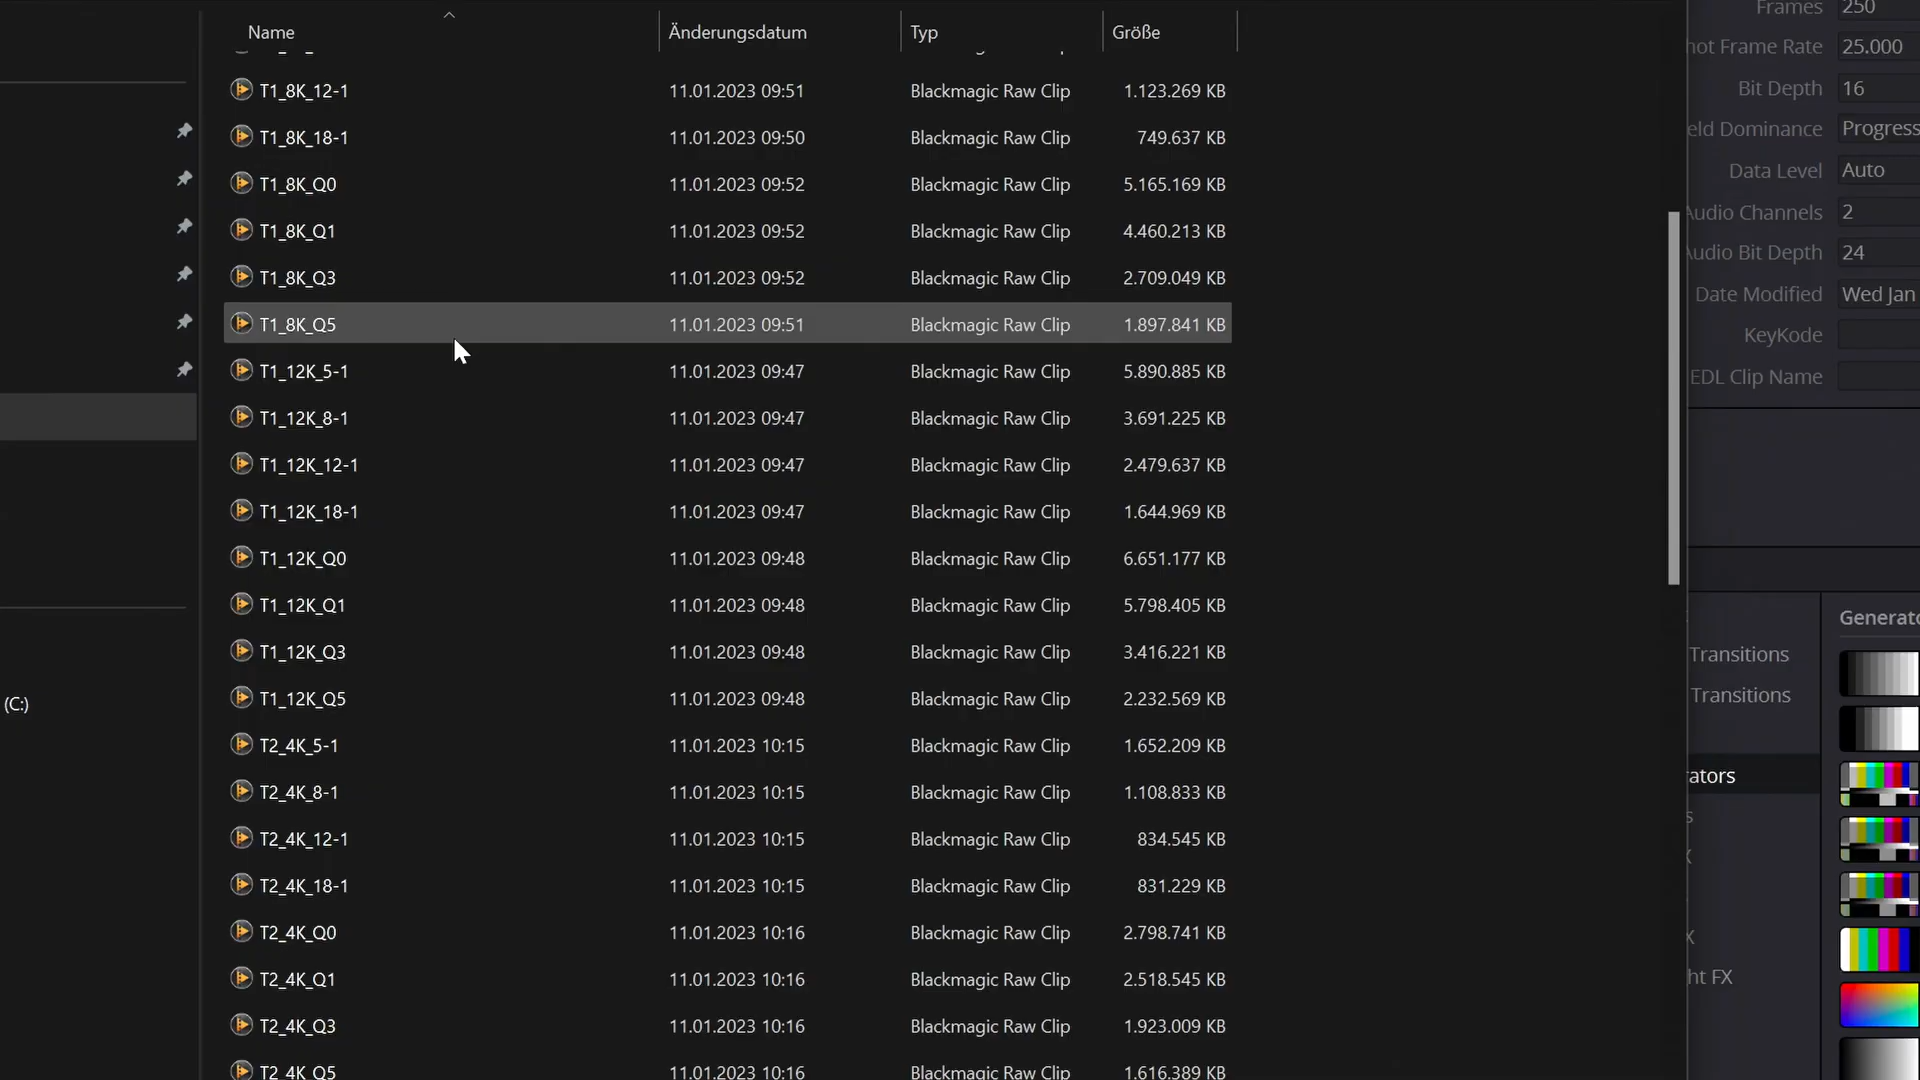 Name Änderungsdatum Typ Größe
T1_8K_12-1 11.01.2023 09:51 Blackmagic Raw Clip 1.123.269 KB
T1_8K_18-1 11.01.2023 09:50 Blackmagic Raw Clip 749.637 KB
T1_8K_Q0 11.01.2023 09:52 Blackmagic Raw Clip 5.165.169 KB
T1_8K_Q1 11.01.2023 09:52 Blackmagic Raw Clip 4.460.213 KB
T1_8K_Q3 11.01.2023 09:52 Blackmagic Raw Clip 2.709.049 KB
T1_8K_Q5 11.01.2023 09:51 Blackmagic Raw Clip 1.897.841 KB
T1_12K_5-1 11.01.2023 09:47 Blackmagic Raw Clip 5.890.885 KB
T1_12K_8-1 11.01.2023 09:47 Blackmagic Raw Clip 3.691.225 KB
T1_12K_12-1 11.01.2023 09:47 Blackmagic Raw Clip 2.479.637 KB
T1_12K_18-1 11.01.2023 09:47 Blackmagic Raw Clip 1.644.969 KB
T1_12K_Q0 11.01.2023 09:48 Blackmagic Raw Clip 6.651.177 KB
T1_12K_Q1 11.01.2023 09:48 Blackmagic Raw Clip 5.798.405 KB
T1_12K_Q3 11.01.2023 09:48 Blackmagic Raw Clip 3.416.221 KB
T1_12K_Q5 11.01.2023 09:48 Blackmagic Raw Clip 2.232.569 KB
T2_4K_5-1 11.01.2023 10:15 Blackmagic Raw Clip 1.652.209 KB
T2_4K_8-1 11.01.2023 10:15 Blackmagic Raw Clip 1.108.833 KB
T2_4K_12-1 11.01.2023 10:15 Blackmagic Raw Clip 834.545 KB
T2_4K_18-1 11.01.2023 10:15 Blackmagic Raw Clip 831.229 KB
T2_4K_Q0 11.01.2023 10:16 Blackmagic Raw Clip 2.798.741 KB
T2_4K_Q1 11.01.2023 10:16 Blackmagic Raw Clip 2.518.545 KB
T2_4K_Q3 11.01.2023 10:16 Blackmagic Raw Clip 1.923.009 KB
T2_4K_Q5 11.01.2023 10:16 Blackmagic Raw Clip 1.616.389 KB
(C:)
Frames 250
hot Frame Rate 25.000
Bit Depth 16
eld Dominance Progress
Data Level Auto
Audio Channels 2
Audio Bit Depth 24
Date Modified Wed Jan
KeyKode
EDL Clip Name
Transitions
Transitions
rators
s
X
X
ht FX
Generato